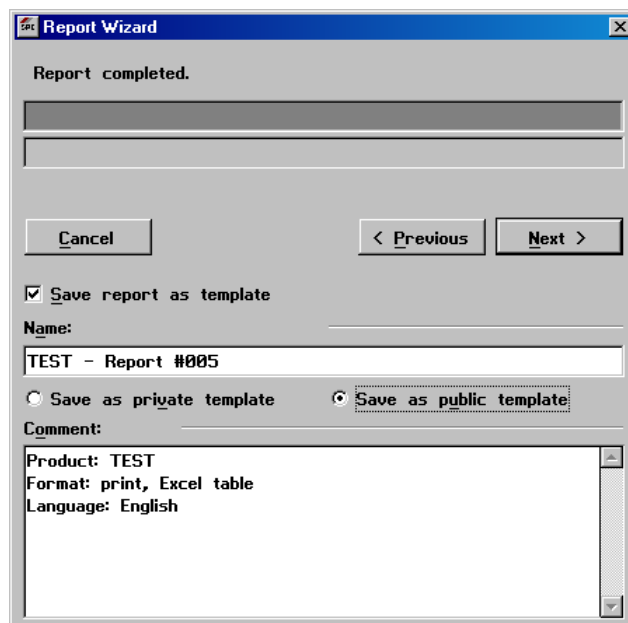 SPC Report Wizard
Report completed.
Cancel < Previous Next >
Save report as template
Name:
TEST - Report #005
Save as private template Save as public template
Comment:
Product: TEST
Format: print, Excel table
Language: English